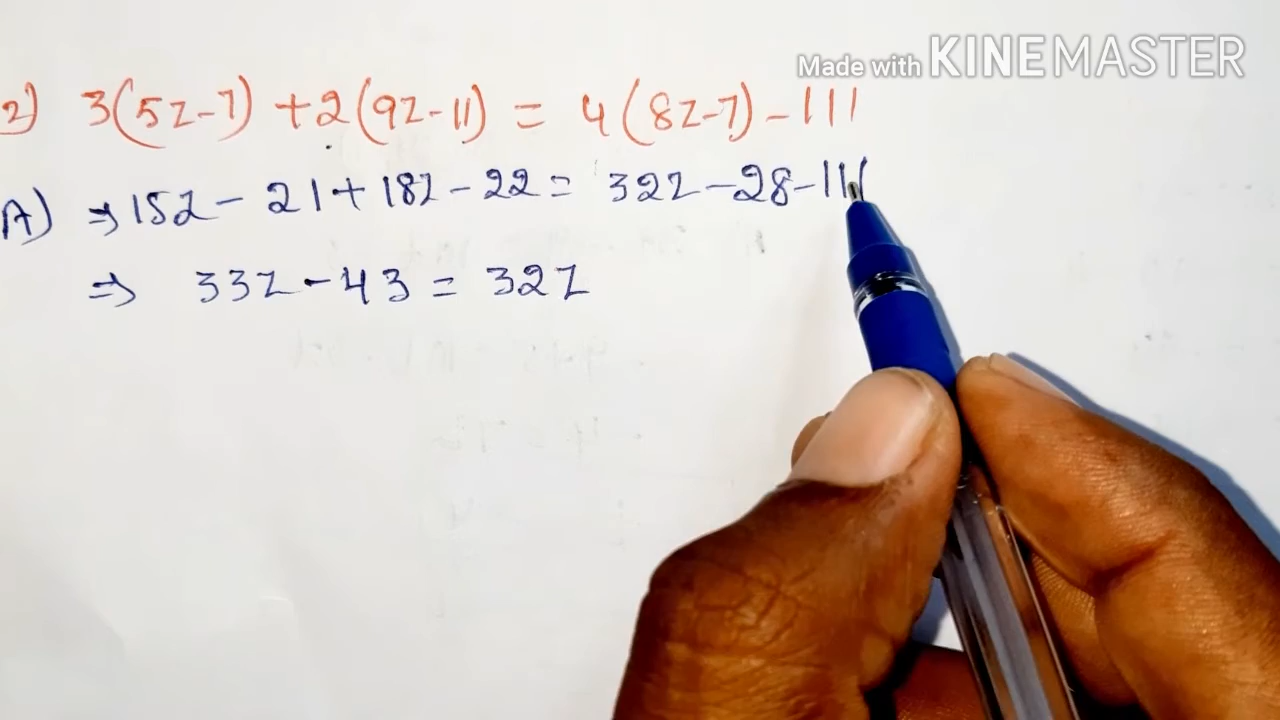 Made with KINEMASTER
2) 3(5z-7) +2(9z-11) = 4(8z-7) - 111
A) ⇒ 15z - 21 + 18z - 22 = 32z - 28 - 111
⇒ 33z - 43 = 32z